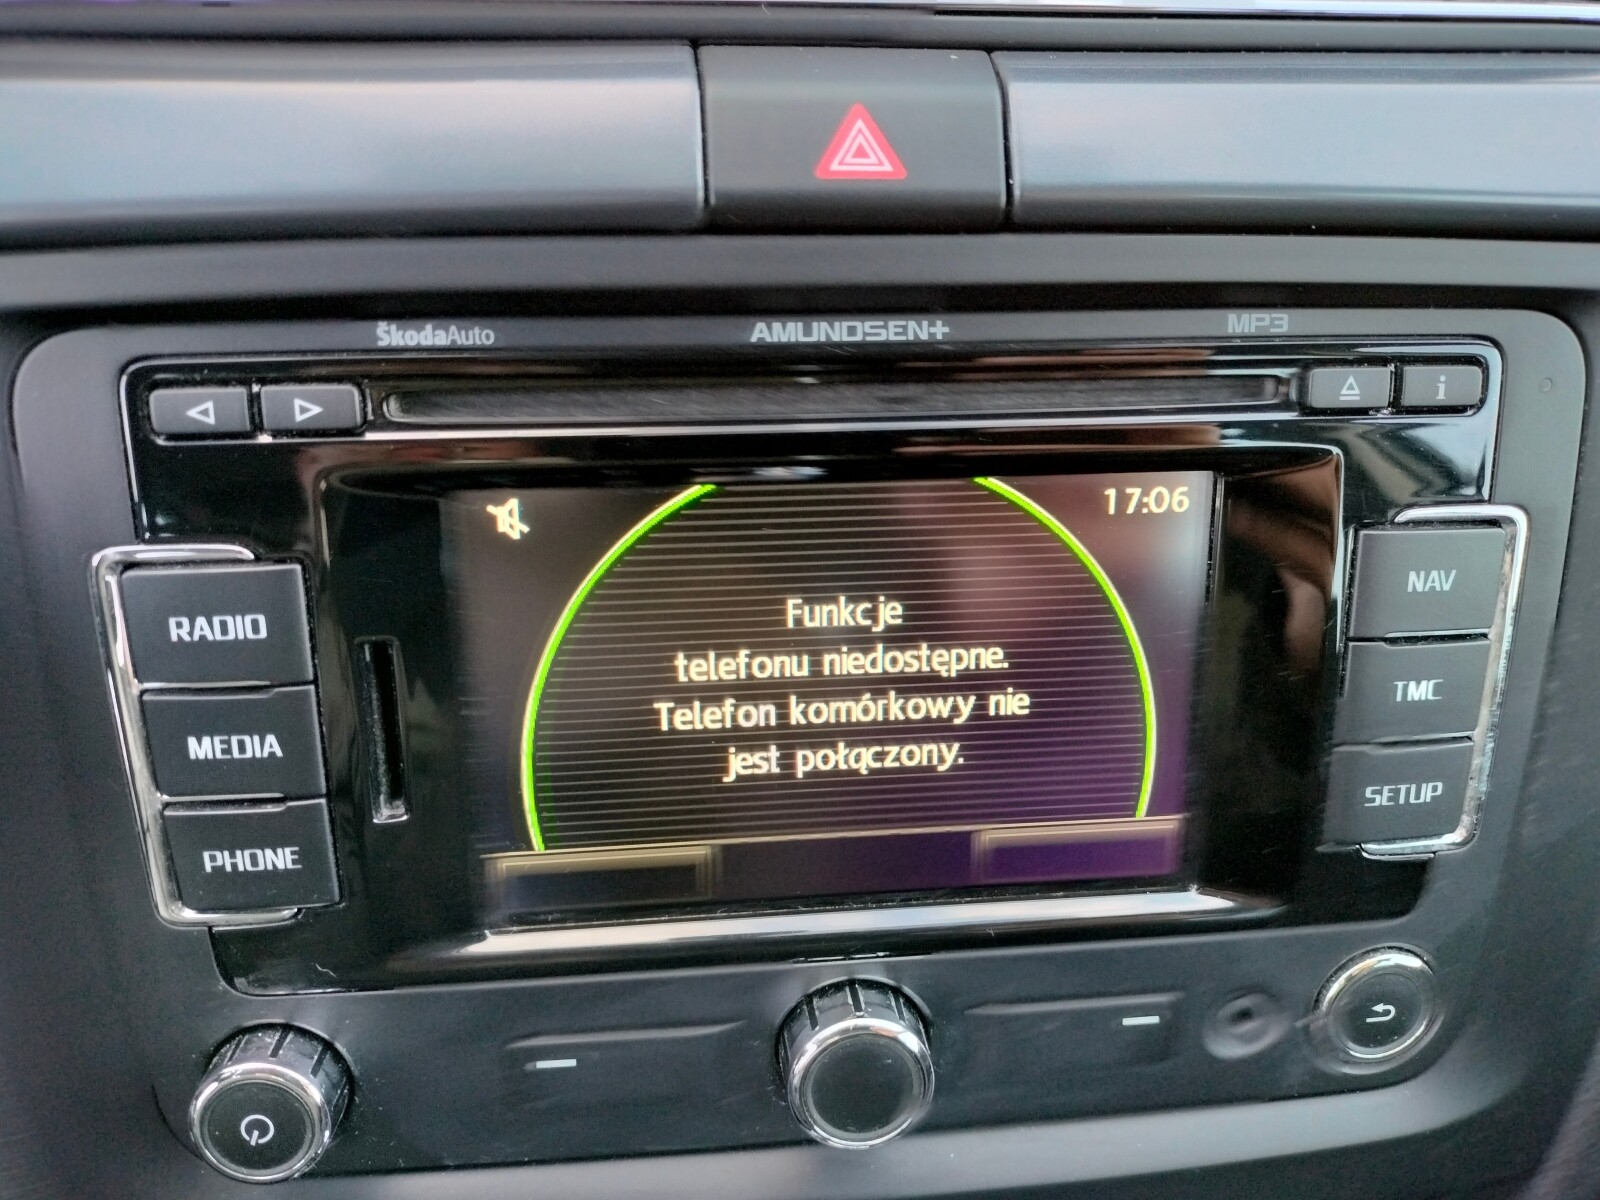 ŠkodaAuto AMUNDSEN+ MP3
i
17:06
RADIO
MEDIA
PHONE
Funkcje
telefonu niedostępne.
Telefon komórkowy nie
jest połączony.
NAV
TMC
SETUP